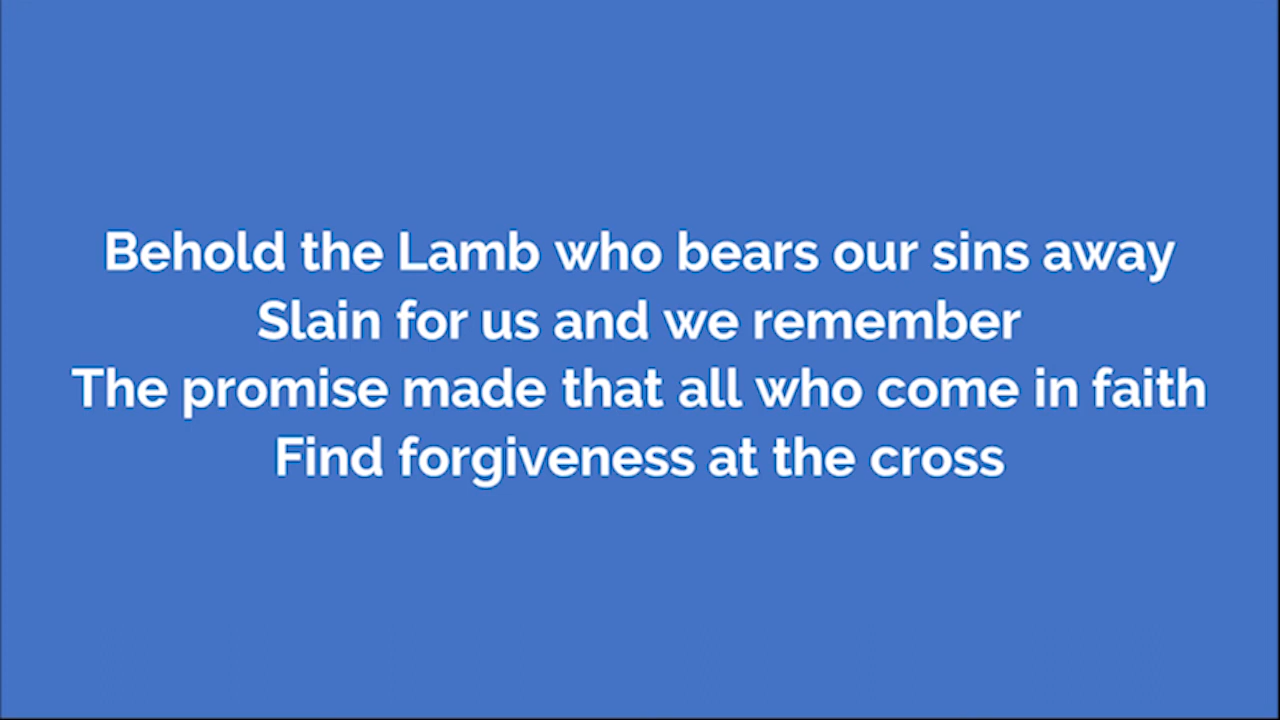 Behold the Lamb who bears our sins away
Slain for us and we remember
The promise made that all who come in faith
Find forgiveness at the cross